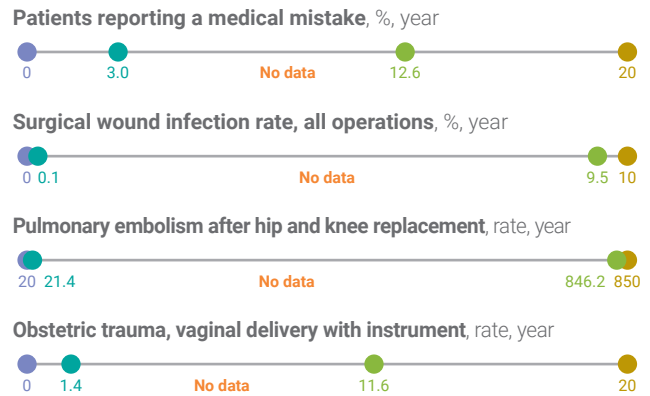 Patients reporting a medical mistake, %, year
0 3.0 No data 12.6 20
Surgical wound infection rate, all operations, %, year
0 0.1 No data 9.5 10
Pulmonary embolism after hip and knee replacement, rate, year
20 21.4 No data 846.2 850
Obstetric trauma, vaginal delivery with instrument, rate, year
0 1.4 No data 11.6 20